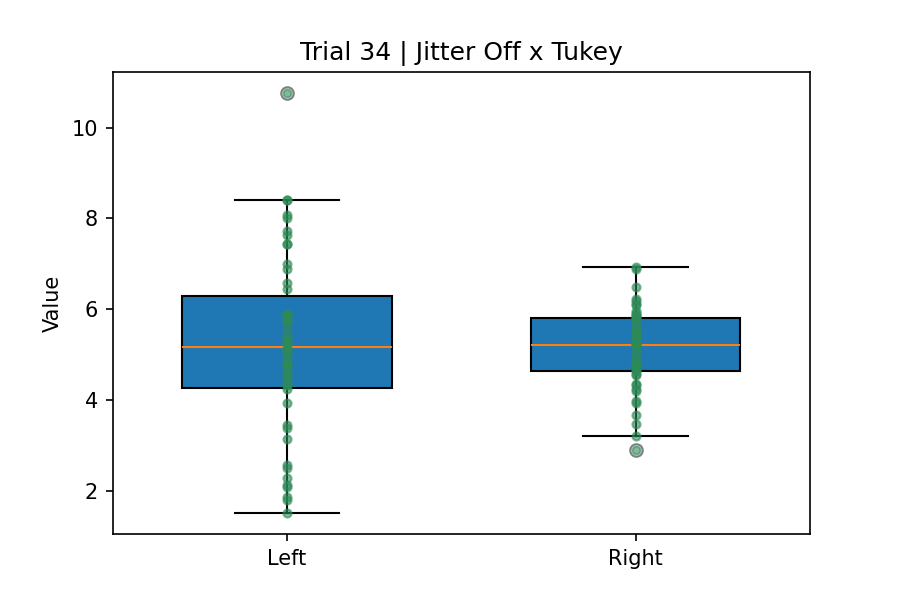 Trial 34 | Jitter Off x Tukey
Value
10
8
6
4
2
Left
Right